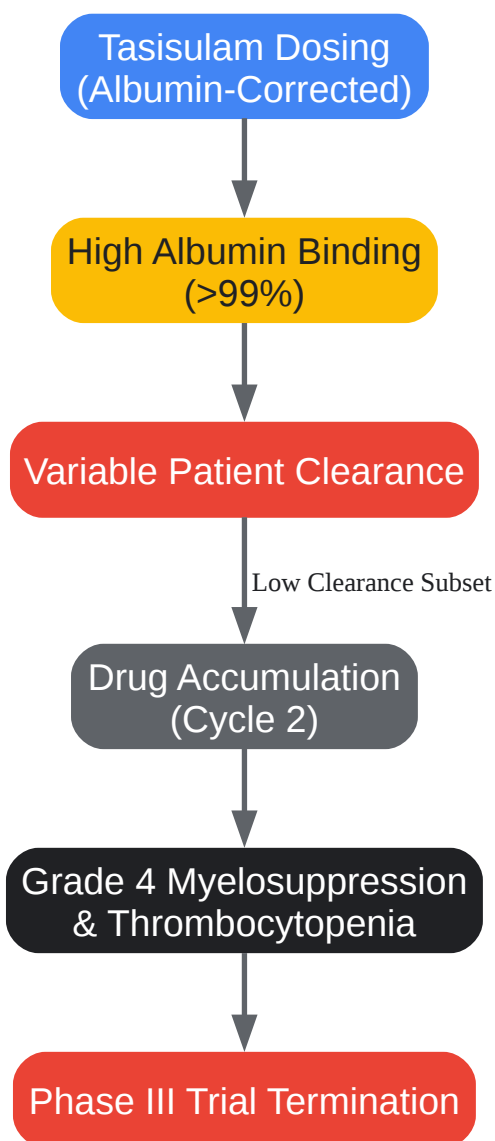 Tasisulam Dosing
(Albumin-Corrected)
High Albumin Binding
(>99%)
Variable Patient Clearance
Low Clearance Subset
Drug Accumulation
(Cycle 2)
Grade 4 Myelosuppression
& Thrombocytopenia
Phase III Trial Termination